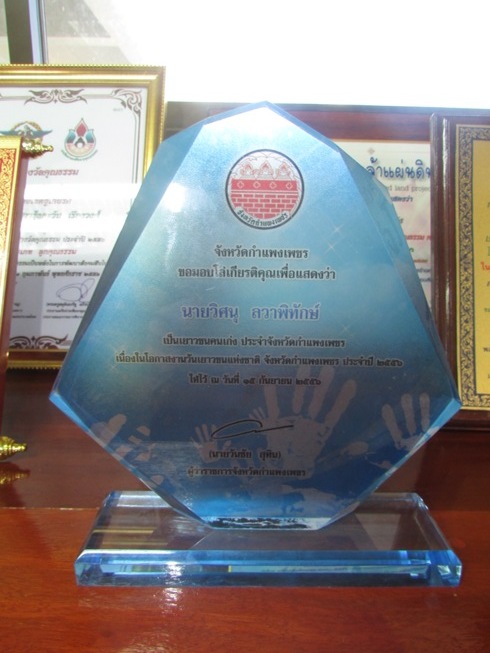 จังหวัดกำแพงเพชร
จังหวัดกำแพงเพชร
ขอมอบโล่เกียรติคุณเพื่อแสดงว่า
นายวิศนุ ลวาพิทักษ์
เป็นเยาวชนคนเก่ง ประจำจังหวัดกำแพงเพชร
เนื่องในโอกาสงานวันเยาวชนแห่งชาติ จังหวัดกำแพงเพชร ประจำปี ๒๕๕๖
ให้ไว้ ณ วันที่ ๑๕ กันยายน ๒๕๕๖
(นายวันชัย สุทิน)
ผู้ว่าราชการจังหวัดกำแพงเพชร